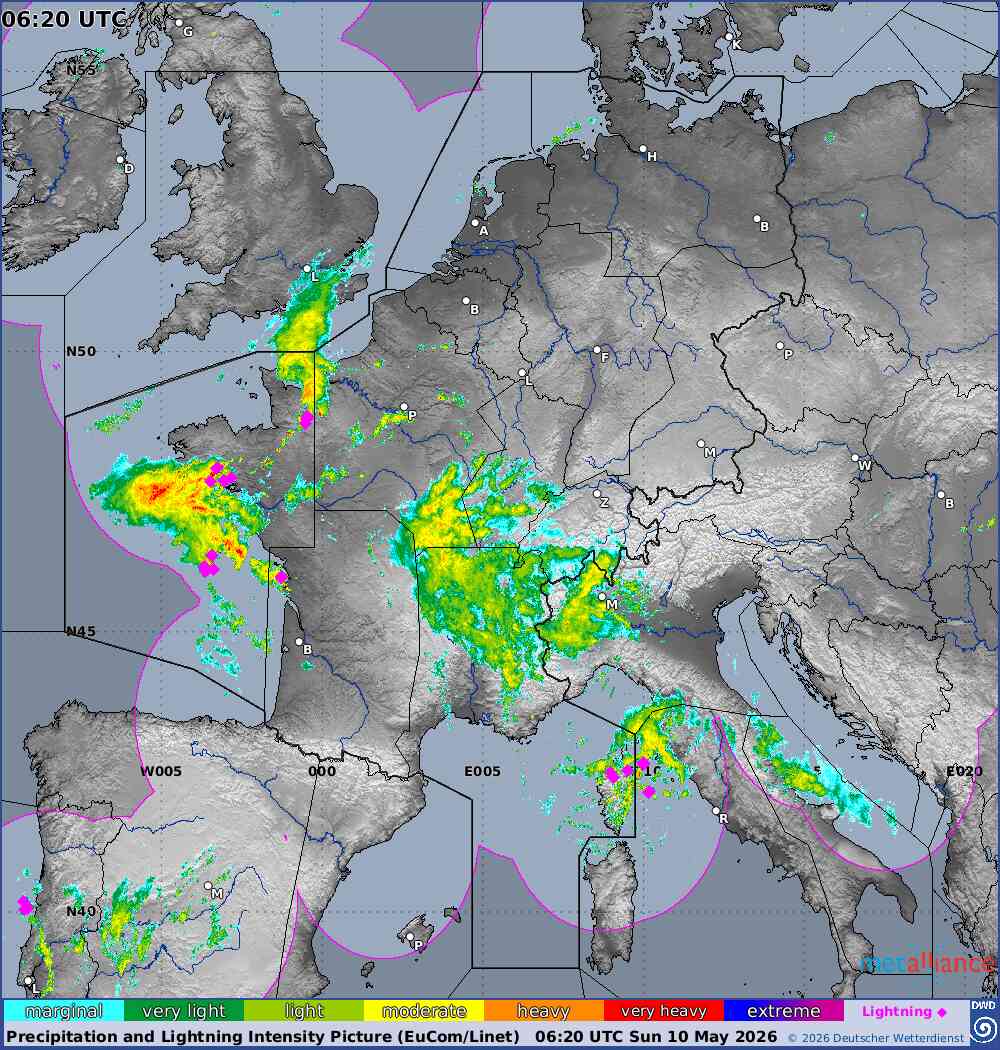 06:20 UTC
G
K
N55
H
D
B
A
L
B
N50
P
F
L
P
M
W
Z
B
M
N45
B
W005
000
E005
E010
E020
R
M
N40
P
metalliance
L
marginal
very light
light
moderate
heavy
very heavy
extreme
Lightning
DWD
Precipitation and Lightning Intensity Picture (EuCom/Linet) 06:20 UTC Sun 10 May 2026 © 2026 Deutscher Wetterdienst